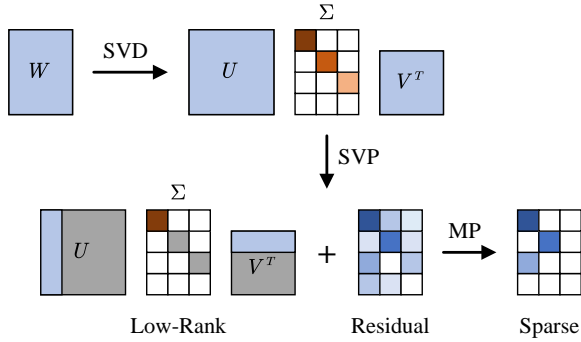 Σ
W
SVD
U
V^T
SVP
Σ
U
V^T
+
MP
Low-Rank
Residual
Sparse